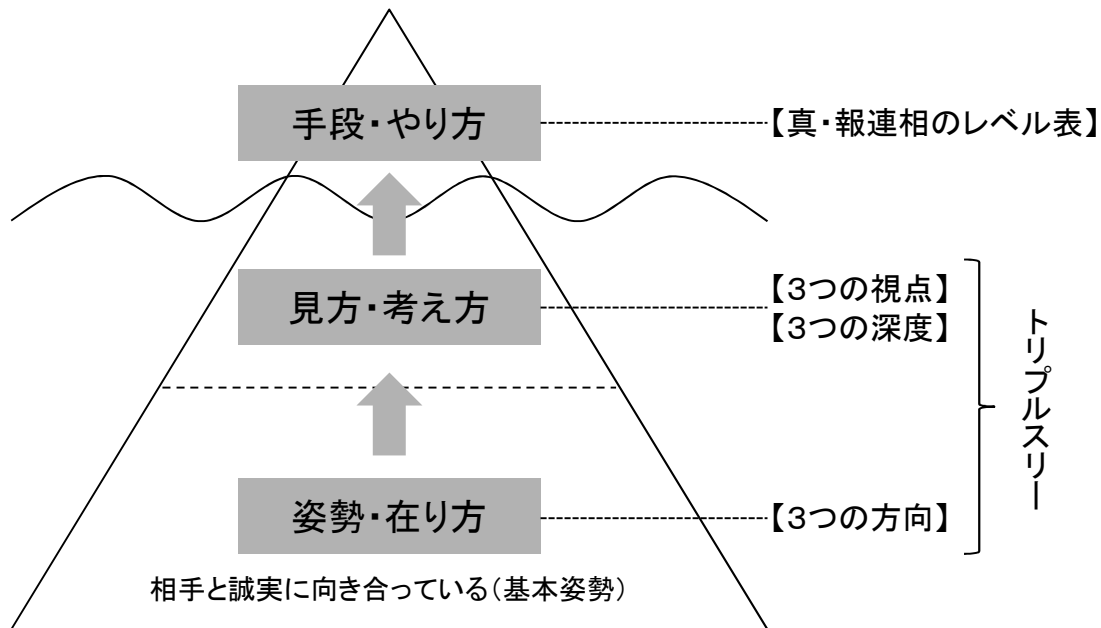 手段・やり方
【真・報連相のレベル表】
見方・考え方
【３つの視点】
【３つの深度】
トリプルスリー
姿勢・在り方
【３つの方向】
相手と誠実に向き合っている（基本姿勢）